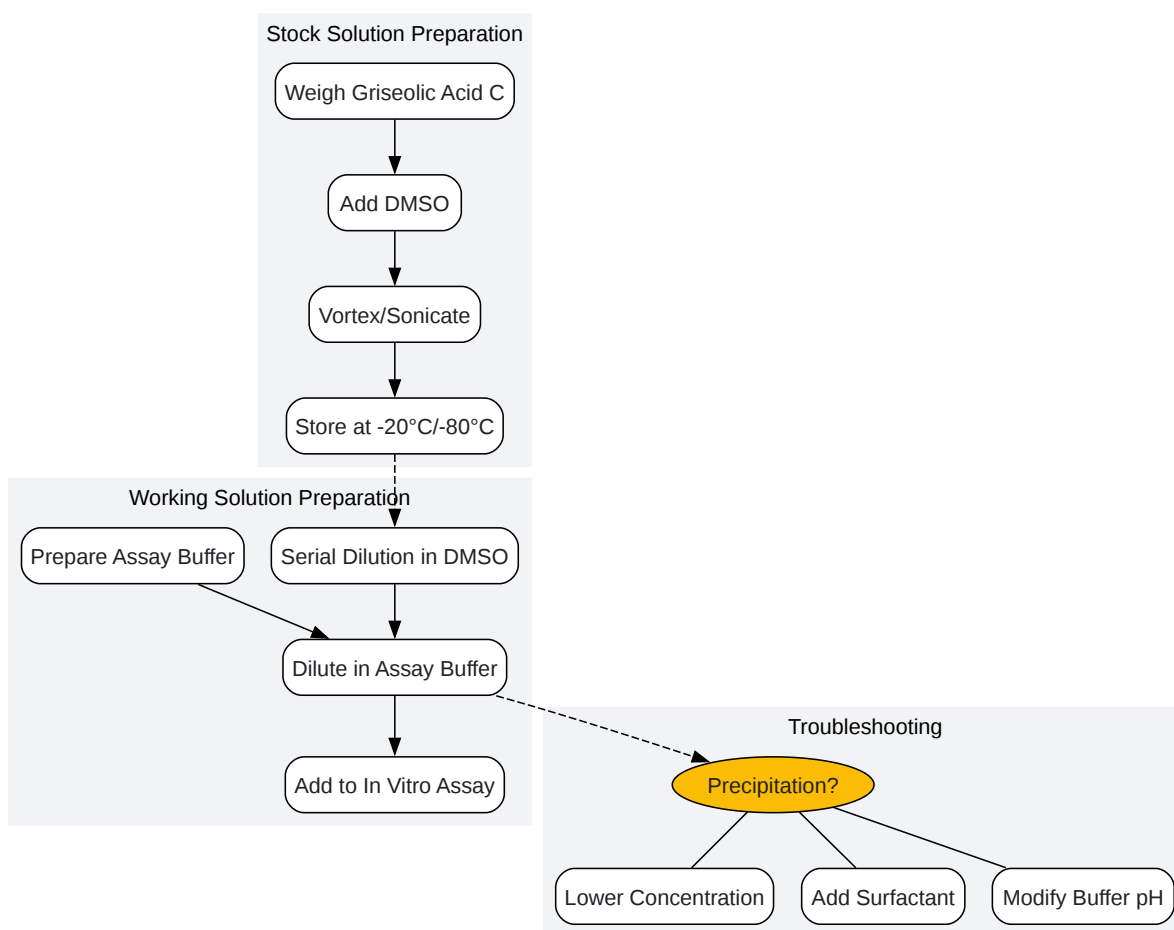 Stock Solution Preparation
Weigh Griseolic Acid C
Add DMSO
Vortex/Sonicate
Store at -20°C/-80°C
Working Solution Preparation
Prepare Assay Buffer
Serial Dilution in DMSO
Dilute in Assay Buffer
Add to In Vitro Assay
Troubleshooting
Precipitation?
Lower Concentration
Add Surfactant
Modify Buffer pH